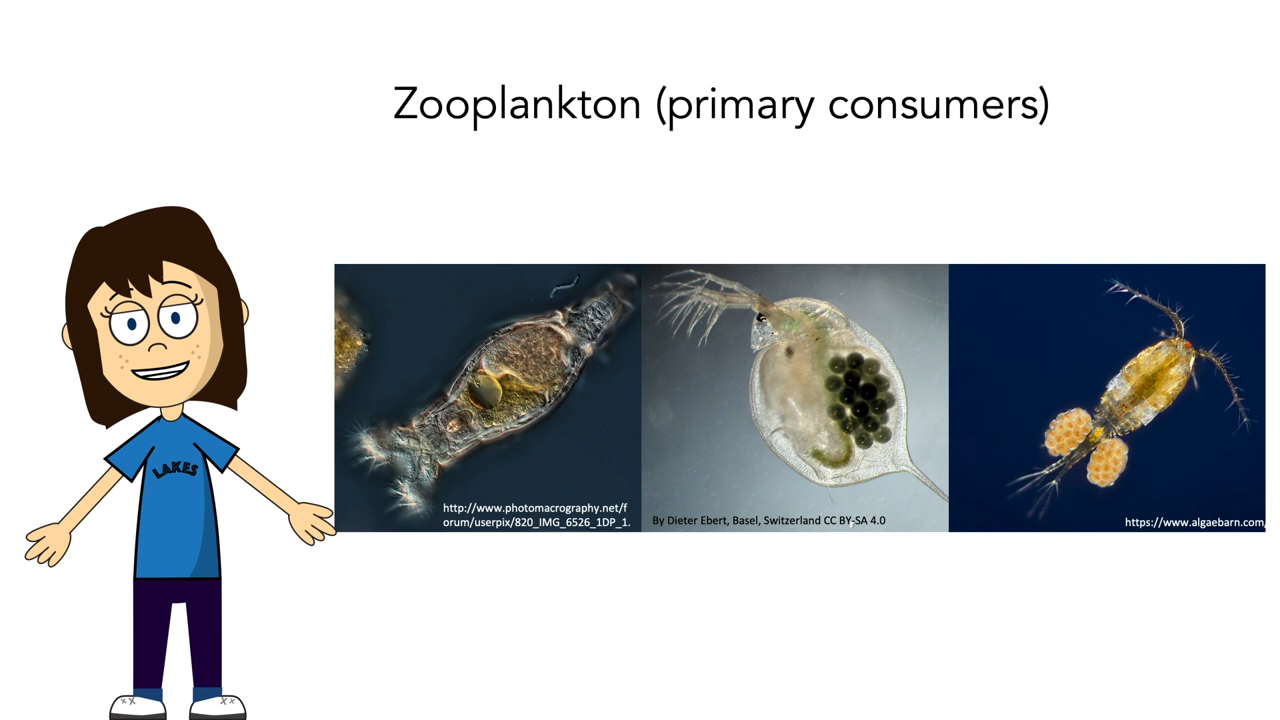 Zooplankton (primary consumers)
LAKES
http://www.photomacrography.net/f
orum/userpix/820_IMG_6526_1DP_1.
By Dieter Ebert, Basel, Switzerland CC BY-SA 4.0
https://www.algaebarn.com,